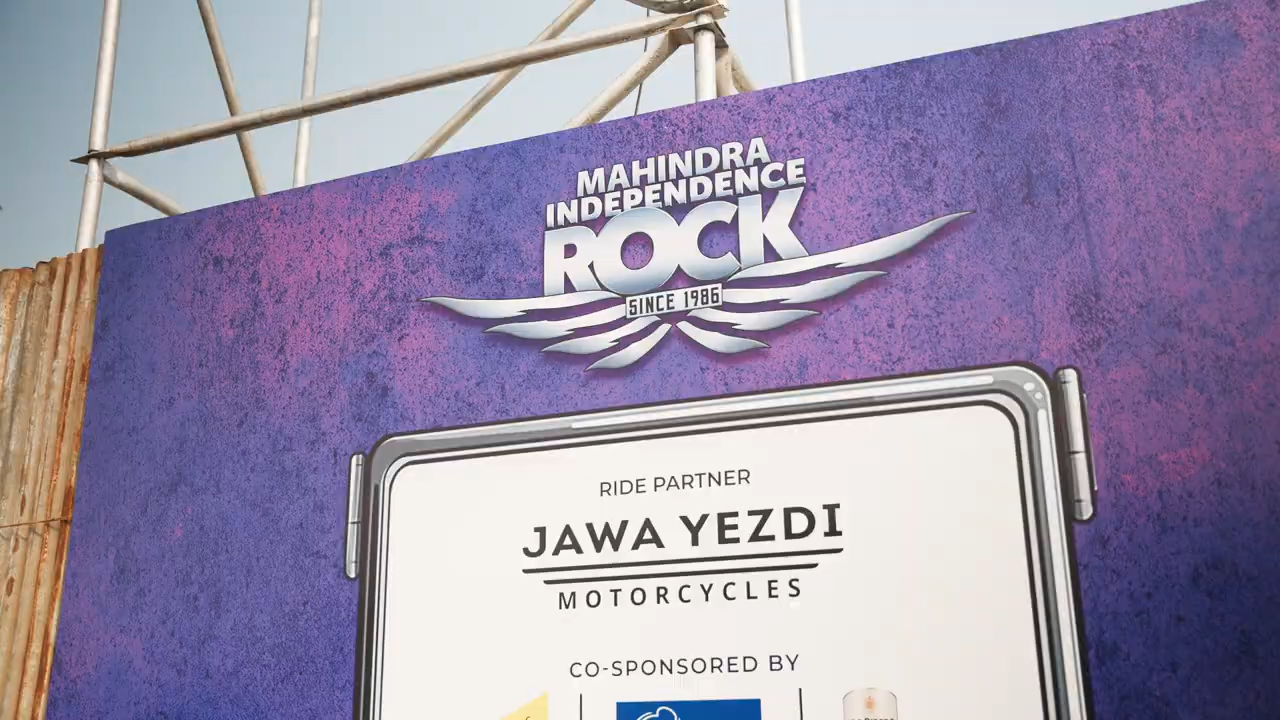 MAHINDRA
INDEPENDENCE
ROCK
SINCE 1986
RIDE PARTNER
JAWA YEZDI
MOTORCYCLES
CO-SPONSORED BY